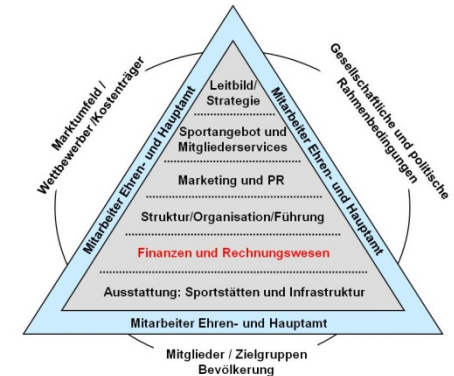 Marktumfeld /
Wettbewerber/Kostenträger
Gesellschaftliche und politische
Rahmenbedingungen
Mitarbeiter Ehren- und Hauptamt
Mitarbeiter Ehren- und Hauptamt
Leitbild/
Strategie
Sportangebot und
Mitgliederservices
Marketing und PR
Struktur/Organisation/Führung
Finanzen und Rechnungswesen
Ausstattung: Sportstätten und Infrastruktur
Mitarbeiter Ehren- und Hauptamt
Mitglieder / Zielgruppen
Bevölkerung